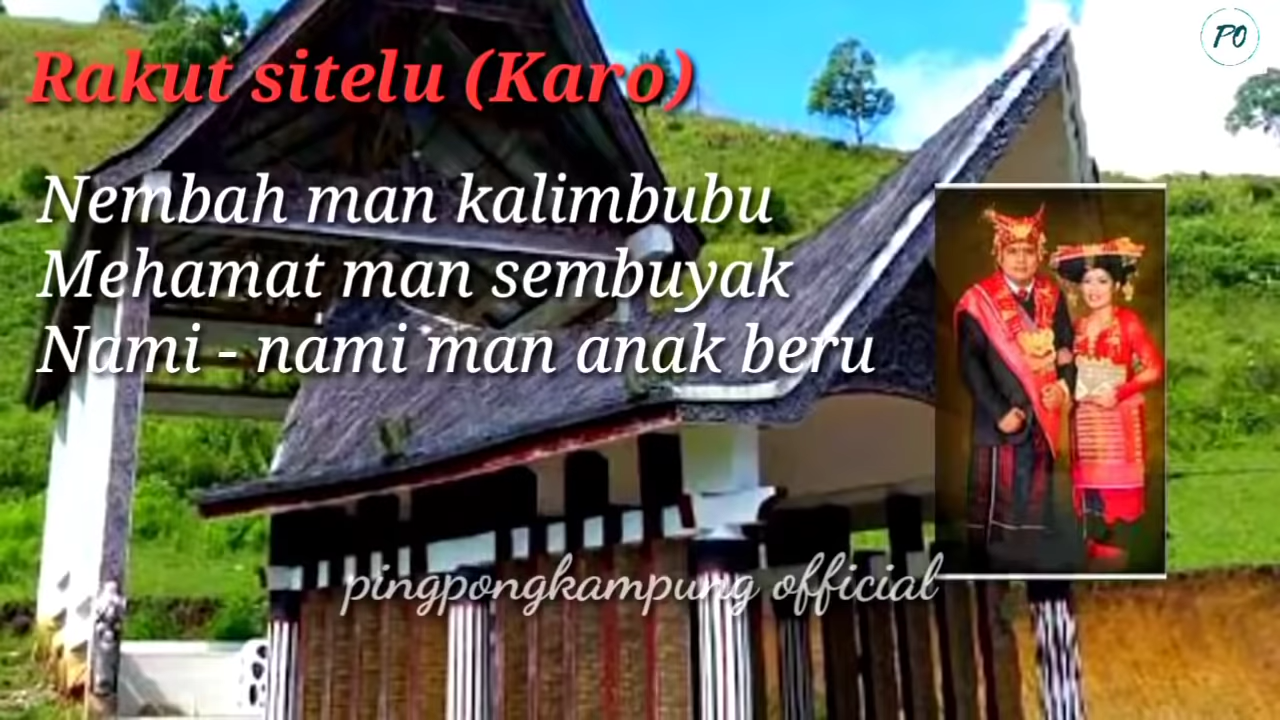 PO
Rakut sitelu (Karo)
Nembah man kalimbubu
Mehamat man sembuyak
Nami - nami man anak beru
pingpongkampung official